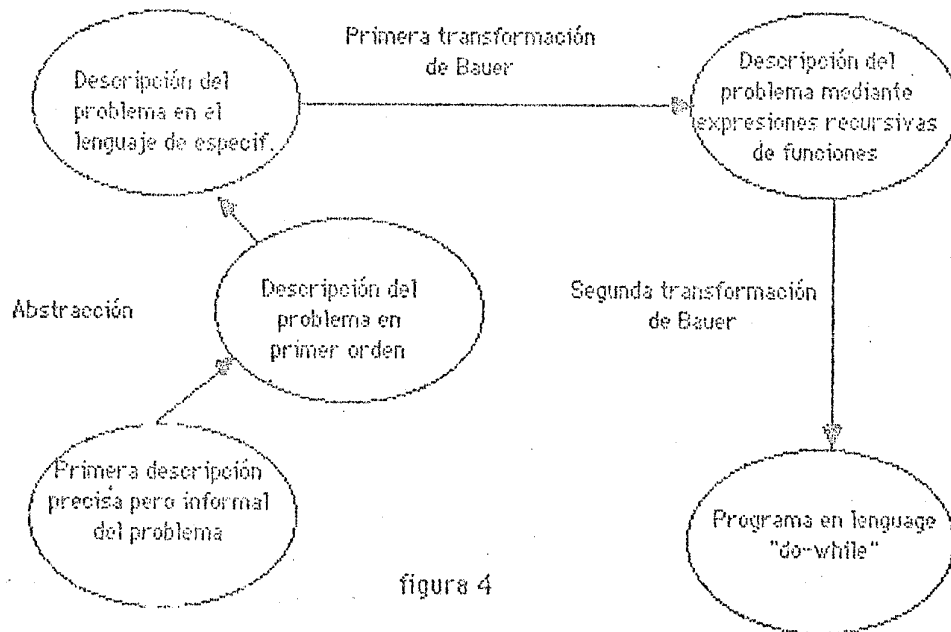 Primera transformación
de Bauer
Descripción del
problema en el
lenguaje de especif.
Descripción del
problema mediante
expresiones recursivas
de funciones
Abstracción
Descripción del
problema en
primer orden
Segunda transformación
de Bauer
Primera descripción
precisa pero informal
del problema
Programa en lenguage
"do-while"
figura 4